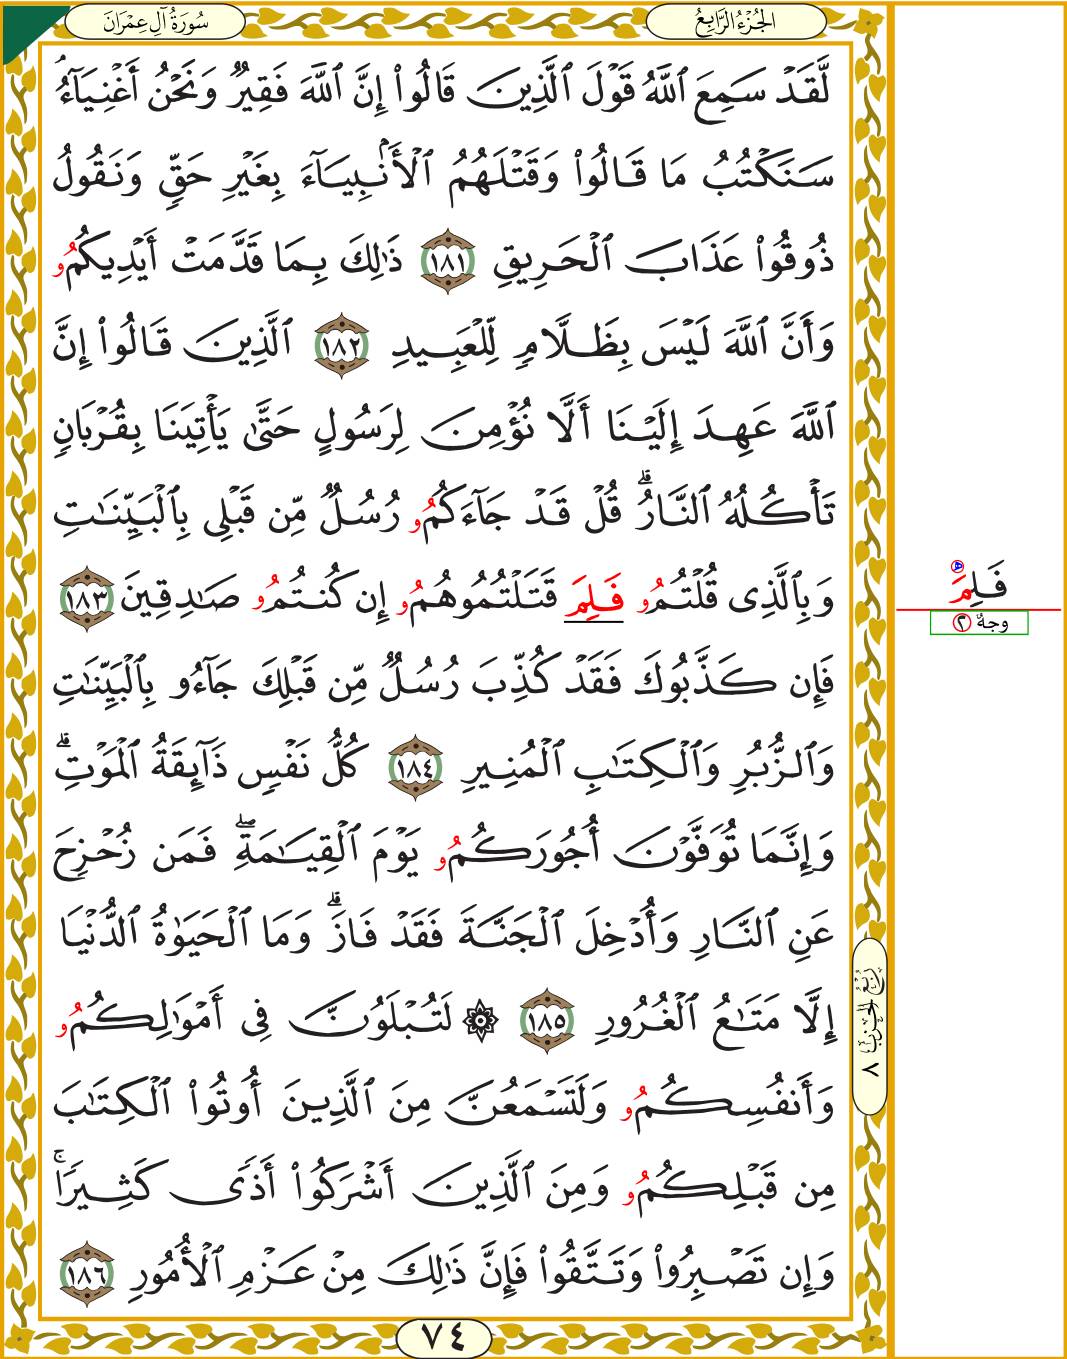 سُورَةُ آلِ عِمْرَانَ
الجُزْءُ الرَّابِعُ
لَّقَدْ سَمِعَ ٱللَّهُ قَوْلَ ٱلَّذِينَ قَالُوٓا۟ إِنَّ ٱللَّهَ فَقِيرٌ وَنَحْنُ أَغْنِيَآءُۘ
سَنَكْتُبُ مَا قَالُوا۟ وَقَتْلَهُمُ ٱلْأَنۢبِيَآءَ بِغَيْرِ حَقٍّ وَنَقُولُ
ذُوقُوا۟ عَذَابَ ٱلْحَرِيقِ ١٨١ ذَٰلِكَ بِمَا قَدَّمَتْ أَيْدِيكُمُۥ
وَأَنَّ ٱللَّهَ لَيْسَ بِظَلَّامٍ لِّلْعَبِيدِ ١٨٢ ٱلَّذِينَ قَالُوٓا۟ إِنَّ
ٱللَّهَ عَهِدَ إِلَيْنَا أَلَّا نُؤْمِنَ لِرَسُولٍ حَتَّىٰ يَأْتِيَنَا بِقُرْبَانٍ
تَأْكُلُهُ ٱلنَّارُۗ قُلْ قَدْ جَآءَكُمُۥ رُسُلٌ مِّن قَبْلِى بِٱلْبَيِّنَٰتِ
وَبِٱلَّذِى قُلْتُمُۥ فَلِمَ قَتَلْتُمُوهُمُۥ إِن كُنتُمُۥ صَٰدِقِينَ ١٨٣
فَإِن كَذَّبُوكَ فَقَدْ كُذِّبَ رُسُلٌ مِّن قَبْلِكَ جَآءُو بِٱلْبَيِّنَٰتِ
وَٱلزُّبُرِ وَٱلْكِتَٰبِ ٱلْمُنِيرِ ١٨٤ كُلُّ نَفْسٍ ذَآئِقَةُ ٱلْمَوْتِۗ
وَإِنَّمَا تُوَفَّوْنَ أُجُورَكُمُۥ يَوْمَ ٱلْقِيَٰمَةِۖ فَمَن زُحْزِحَ
عَنِ ٱلنَّارِ وَأُدْخِلَ ٱلْجَنَّةَ فَقَدْ فَازَۗ وَمَا ٱلْحَيَوٰةُ ٱلدُّنْيَا
إِلَّا مَتَٰعُ ٱلْغُرُورِ ١٨٥ ۞ لَتُبْلَوُنَّ فِى أَمْوَٰلِكُمُۥ
وَأَنفُسِكُمُۥ وَلَتَسْمَعُنَّ مِنَ ٱلَّذِينَ أُوتُوا۟ ٱلْكِتَٰبَ
مِن قَبْلِكُمُۥ وَمِنَ ٱلَّذِينَ أَشْرَكُوٓا۟ أَذًى كَثِيرًاۚ
وَإِن تَصْبِرُوا۟ وَتَتَّقُوا۟ فَإِنَّ ذَٰلِكَ مِنْ عَزْمِ ٱلْأُمُورِ ١٨٦
رُبْعُ الحِزْب ٨
فَلِمَ
وجهٌ ٢
٧٤